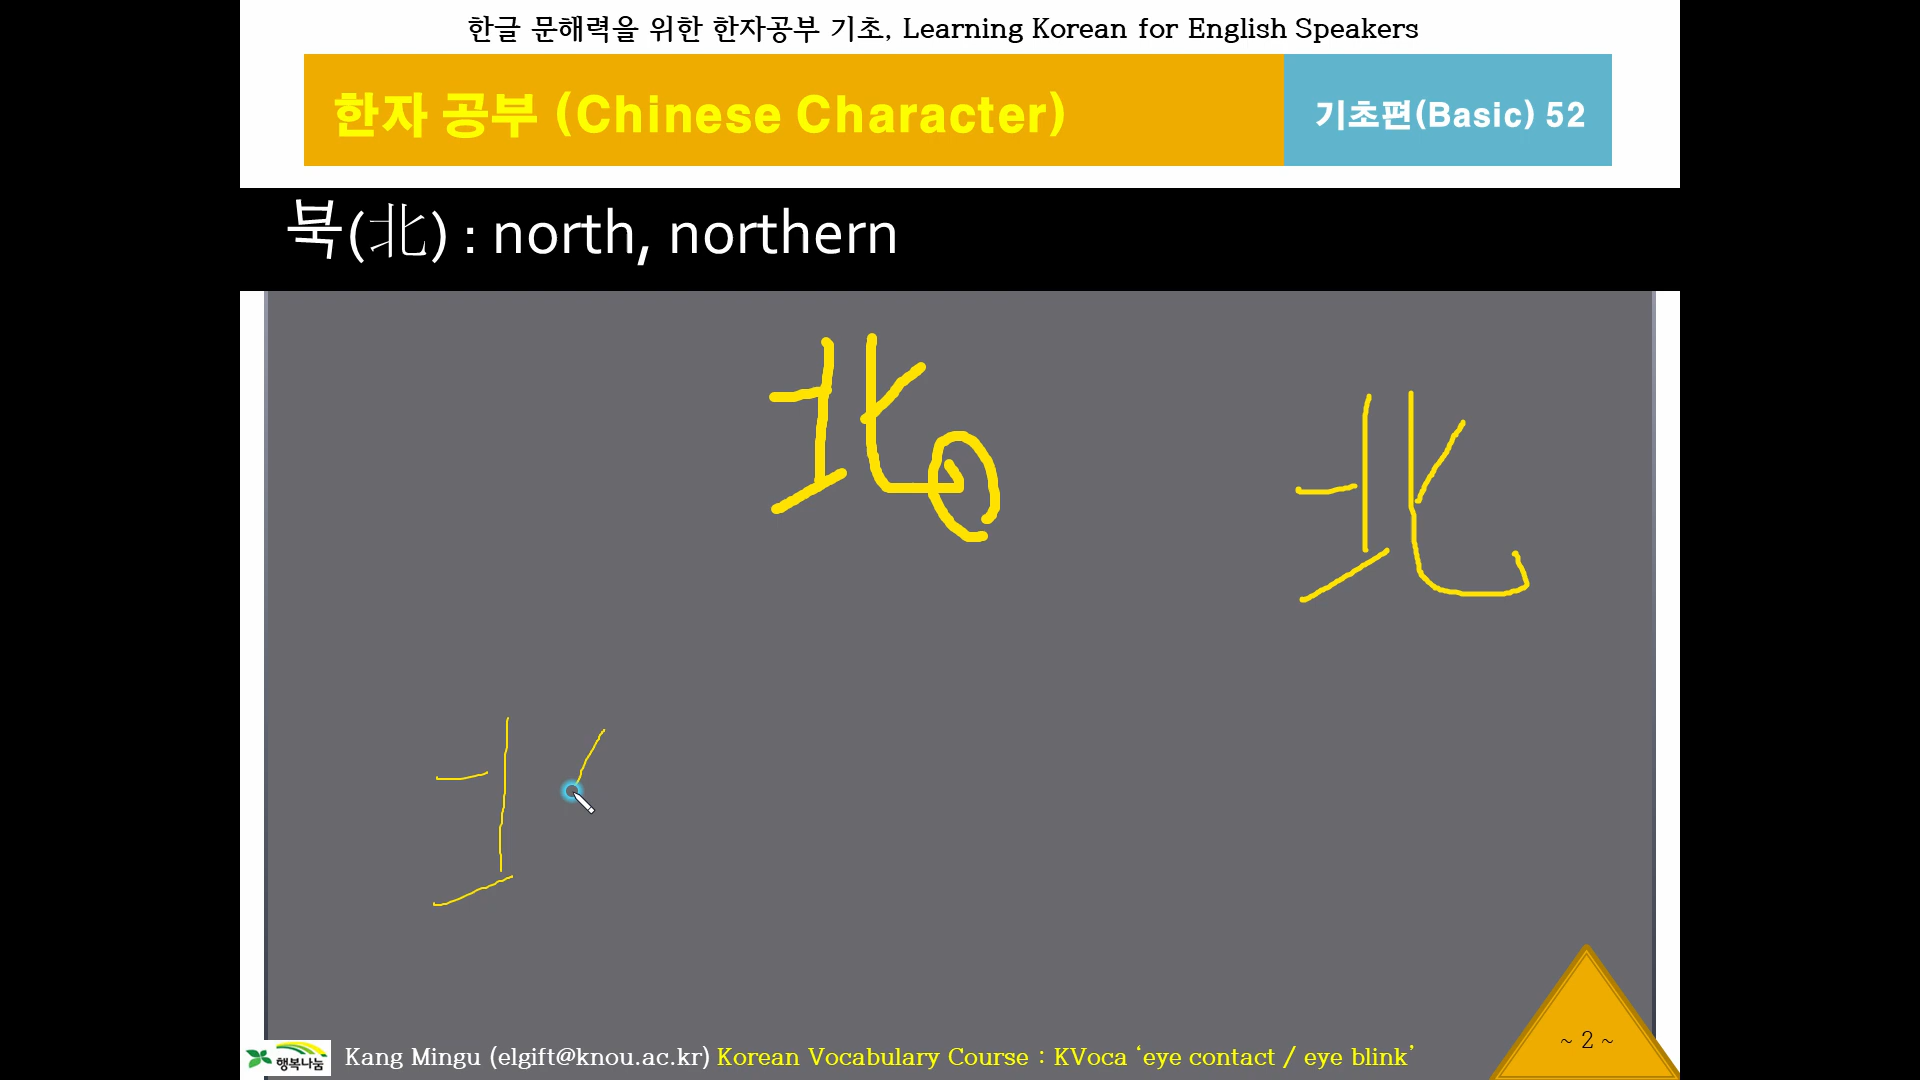 한글 문해력을 위한 한자공부 기초, Learning Korean for English Speakers
한자 공부 (Chinese Character)
기초편(Basic) 52
북(北) : north, northern
北
北
행복나눔
Kang Mingu (elgift@knou.ac.kr) Korean Vocabulary Course : KVoca ‘eye contact / eye blink’
~ 2 ~